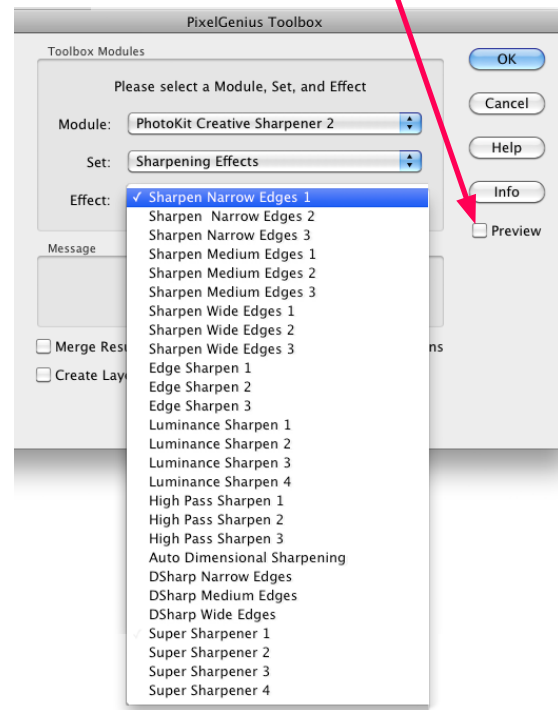 PixelGenius Toolbox
Toolbox Modules
Please select a Module, Set, and Effect
Module: PhotoKit Creative Sharpener 2
Set: Sharpening Effects
Effect: ✓ Sharpen Narrow Edges 1
Sharpen  Narrow Edges 2
Sharpen Narrow Edges 3
Sharpen Medium Edges 1
Sharpen Medium Edges 2
Sharpen Medium Edges 3
Sharpen Wide Edges 1
Sharpen Wide Edges 2
Sharpen Wide Edges 3
Edge Sharpen 1
Edge Sharpen 2
Edge Sharpen 3
Luminance Sharpen 1
Luminance Sharpen 2
Luminance Sharpen 3
Luminance Sharpen 4
High Pass Sharpen 1
High Pass Sharpen 2
High Pass Sharpen 3
Auto Dimensional Sharpening
DSharp Narrow Edges
DSharp Medium Edges
DSharp Wide Edges
✓ Super Sharpener 1
Super Sharpener 2
Super Sharpener 3
Super Sharpener 4
Message
Merge Res
ns
Create Lay
OK
Cancel
Help
Info
Preview